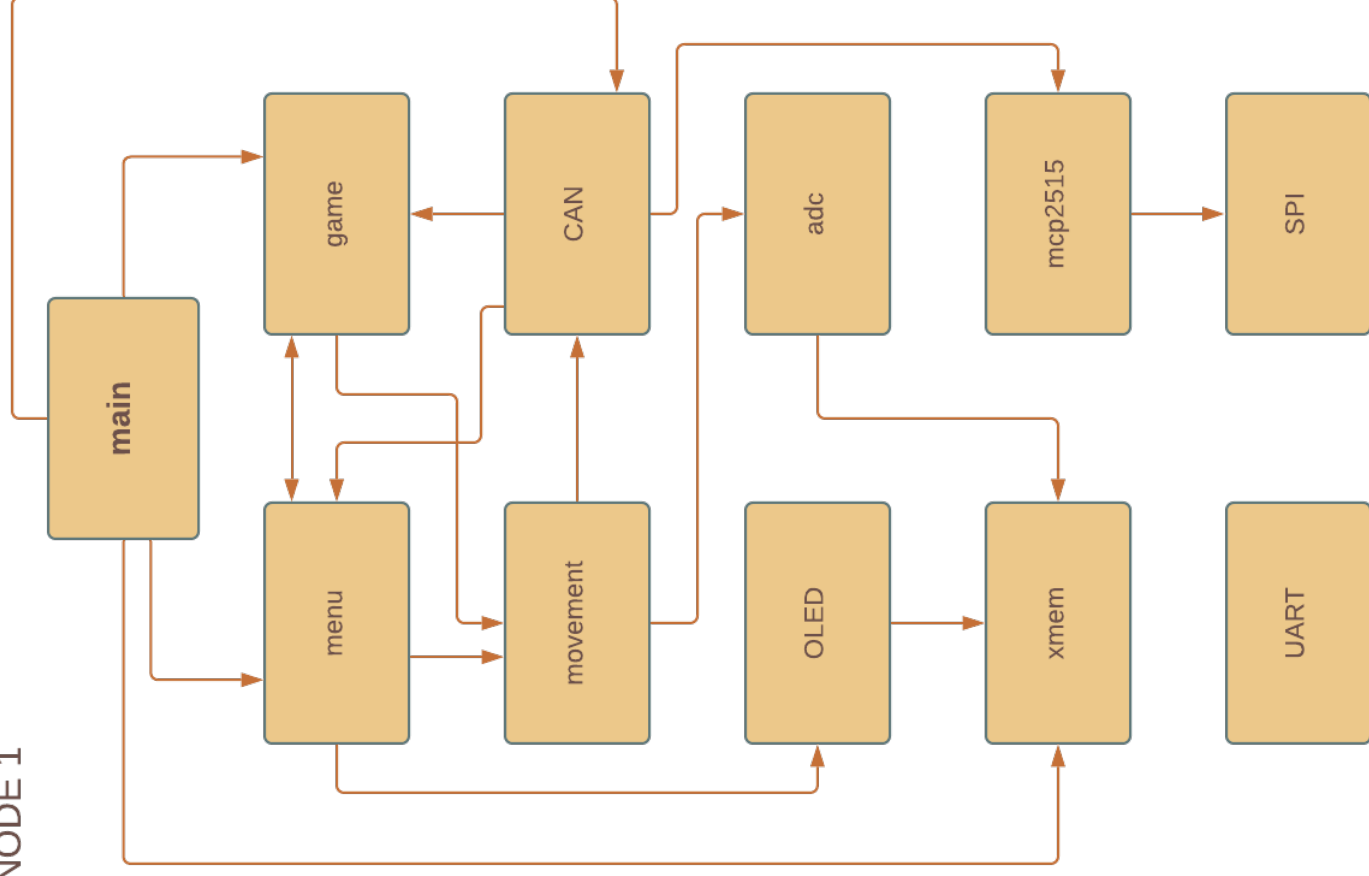 NODE 1
main
game
CAN
adc
mcp2515
SPI
menu
movement
OLED
xmem
UART